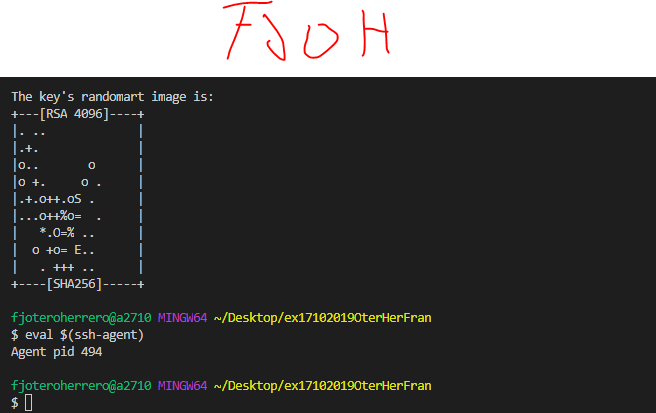 FJOH
The key's randomart image is:
+---[RSA 4096]----+
|. ..             |
|.+.              |
|o..       o      |
|o +.     o .     |
|.+.o++.oS .      |
|...o++%o=  .     |
|   *.O=% ..      |
|  o +o= E..      |
|   . +++ ..      |
+----[SHA256]-----+
fjoteroherrero@a2710 MINGW64 ~/Desktop/ex17102019OterHerFran
$ eval $(ssh-agent)
Agent pid 494
fjoteroherrero@a2710 MINGW64 ~/Desktop/ex17102019OterHerFran
$